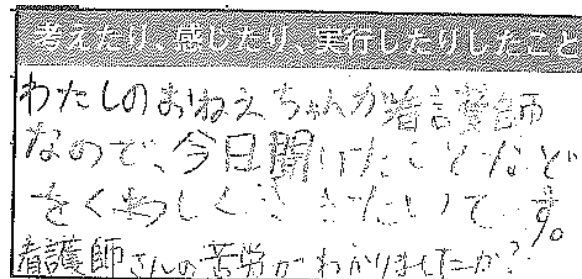 考えたり、感じたり、実行したりしたこと
わたしのおねえちゃんが看護師
なので、今日聞けたことなど
をくわしくききたいです。
看護師さんの苦労がわかりましたか?